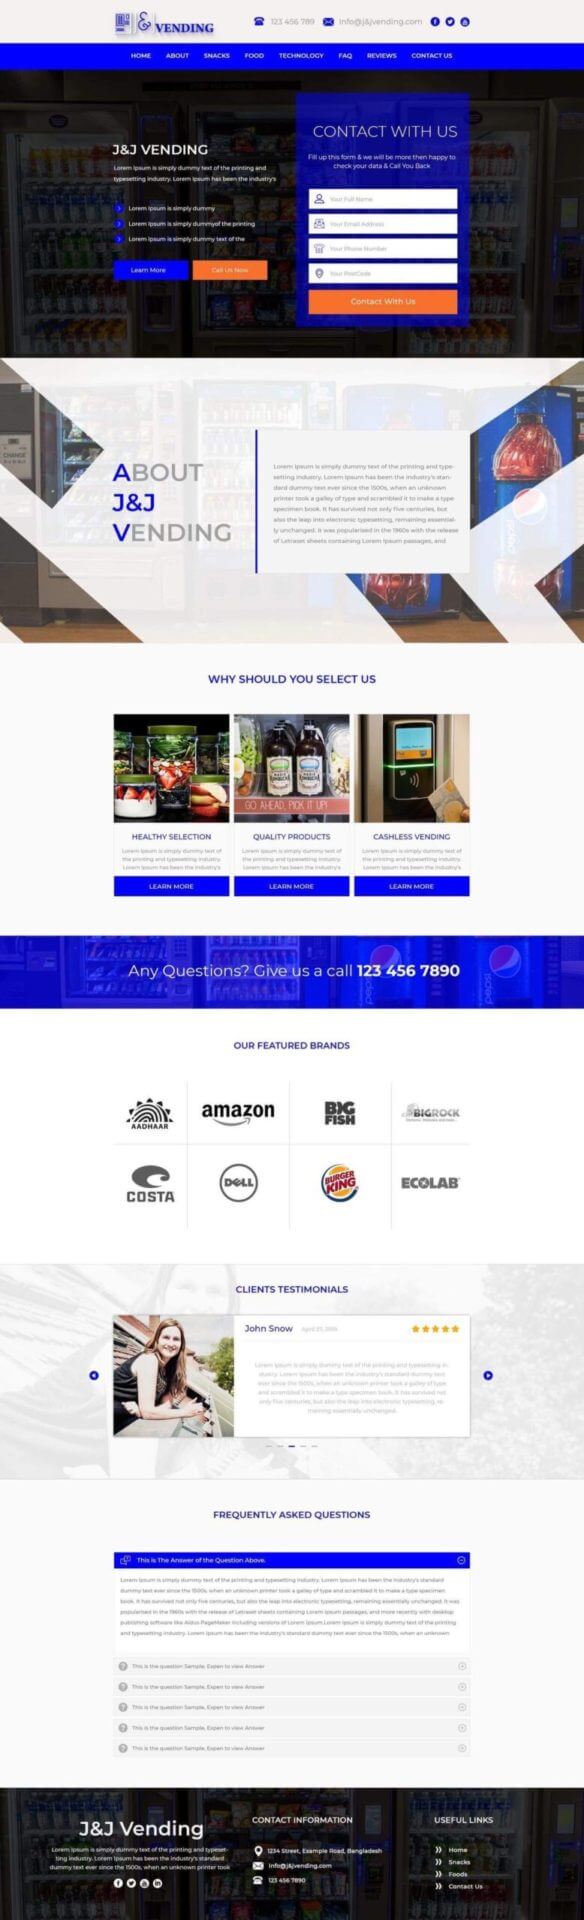 & VENDING
123 456 789
Info@j&jvending.com
HOME ABOUT SNACKS FOOD TECHNOLOGY FAQ REVIEWS CONTACT US
J&J VENDING
Lorem Ipsum is simply dummy text of the printing and
typesetting industry. Lorem Ipsum has been the industry's
Lorem Ipsum is simply dummy
Lorem Ipsum is simply dummyof the printing
Lorem Ipsum is simply dummy text of the
Learn More
Call Us Now
CONTACT WITH US
Fill up this form & we will be more then happy to
check your data & Call You Back
Your Full Name
Your Email Address
Your Phone Number
Your PostCode
Contact With Us
CHANGE
pepsi
ABOUT
J&J
VENDING
Lorem Ipsum is simply dummy text of the printing and type-
setting industry. Lorem Ipsum has been the industry's stan-
dard dummy text ever since the 1500s, when an unknown
printer took a galley of type and scrambled it to make a type
specimen book. It has survived not only five centuries, but
also the leap into electronic typesetting, remaining essential-
ly unchanged. It was popularised in the 1960s with the release
of Letraset sheets containing Lorem Ipsum passages, and
WHY SHOULD YOU SELECT US
KOMBUCHA
GO AHEAD, PICK IT UP!
HEALTHY SELECTION
Lorem Ipsum is simply dummy text of
the printing and typesetting industry.
Lorem Ipsum has been the industry's
LEARN MORE
QUALITY PRODUCTS
Lorem Ipsum is simply dummy text of
the printing and typesetting industry.
Lorem Ipsum has been the industry's
LEARN MORE
CASHLESS VENDING
Lorem Ipsum is simply dummy text of
the printing and typesetting industry.
Lorem Ipsum has been the industry's
LEARN MORE
Any Questions? Give us a call 123 456 7890
pepsi
pepsi
OUR FEATURED BRANDS
AADHAAR
amazon
BIG
FISH
BIGROCK
COSTA
DELL
BURGER
KING
ECOLAB
CLIENTS TESTIMONIALS
John Snow
Lorem Ipsum is simply dummy text of the printing and typesetting in-
dustry. Lorem Ipsum has been the industry's standard dummy text
ever since the 1500s, when an unknown printer took a galley of type
and scrambled it to make a type specimen book. It has survived not
only five centuries, but also the leap into electronic typesetting, re-
maining essentially unchanged.
FREQUENTLY ASKED QUESTIONS
This is The Answer of the Question Above.
Lorem Ipsum is simply dummy text of the printing and typesetting industry. Lorem Ipsum has been the industry's standard
dummy text ever since the 1500s, when an unknown printer took a galley of type and scrambled it to make a type specimen
book. It has survived not only five centuries, but also the leap into electronic typesetting, remaining essentially unchanged. It was
popularised in the 1960s with the release of Letraset sheets containing Lorem Ipsum passages, and more recently with desktop
publishing software like Aldus PageMaker including versions of Lorem Ipsum.Lorem Ipsum is simply dummy text of the printing
and typesetting industry. Lorem Ipsum has been the industry's standard dummy text ever since the 1500s, when an unknown
This is the question Sample, Expen to view Answer
This is the question Sample, Expen to view Answer
This is the question Sample, Expen to view Answer
This is the question Sample, Expen to view Answer
This is the question Sample, Expen to view Answer
J&J Vending
Lorem Ipsum is simply dummy text of the printing and typeset-
ting industry. Lorem Ipsum has been the industry's standard
dummy text ever since the 1500s, when an unknown printer took
CONTACT INFORMATION
1234 Street, Example Road, Bangladesh
Info@j&jvending.com
123 456 7890
USEFUL LINKS
Home
Snacks
Foods
Contact Us